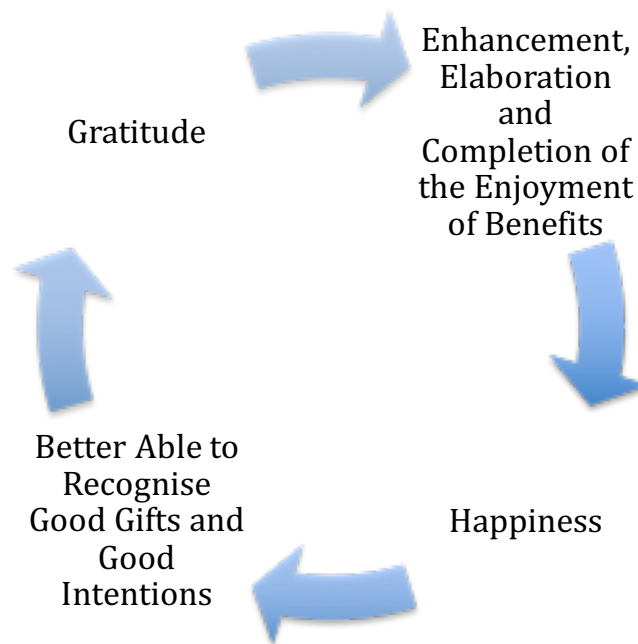 Gratitude
Enhancement,
Elaboration
and
Completion of
the Enjoyment
of Benefits
Happiness
Better Able to
Recognise
Good Gifts and
Good
Intentions